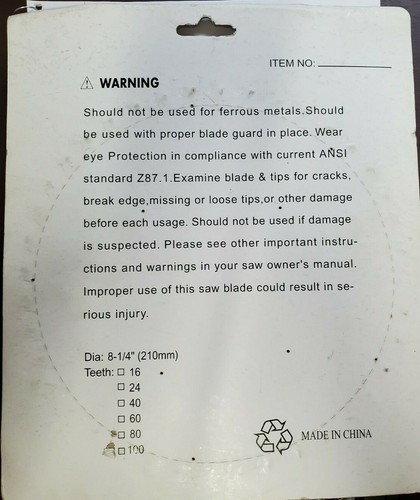 ITEM NO:
⚠ WARNING
Should not be used for ferrous metals.Should
be used with proper blade guard in place. Wear
eye Protection in compliance with current ANSI
standard Z87.1.Examine blade & tips for cracks,
break edge,missing or loose tips,or other damage
before each usage. Should not be used if damage
is suspected. Please see other important instru-
ctions and warnings in your saw owner's manual.
Improper use of this saw blade could result in se-
rious injury.
Dia: 8-1/4" (210mm)
Teeth: □ 16
□ 24
□ 40
□ 60
□ 80
□ 100
MADE IN CHINA